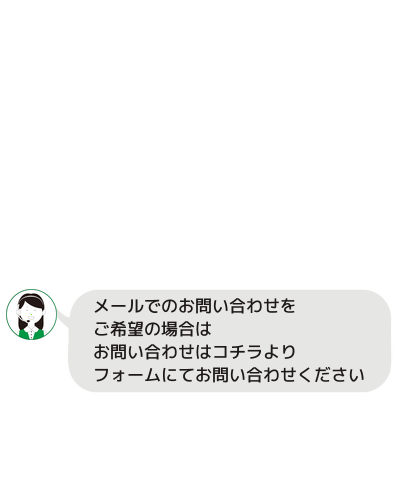 メールでのお問い合わせを
ご希望の場合は
お問い合わせはコチラより
フォームにてお問い合わせください